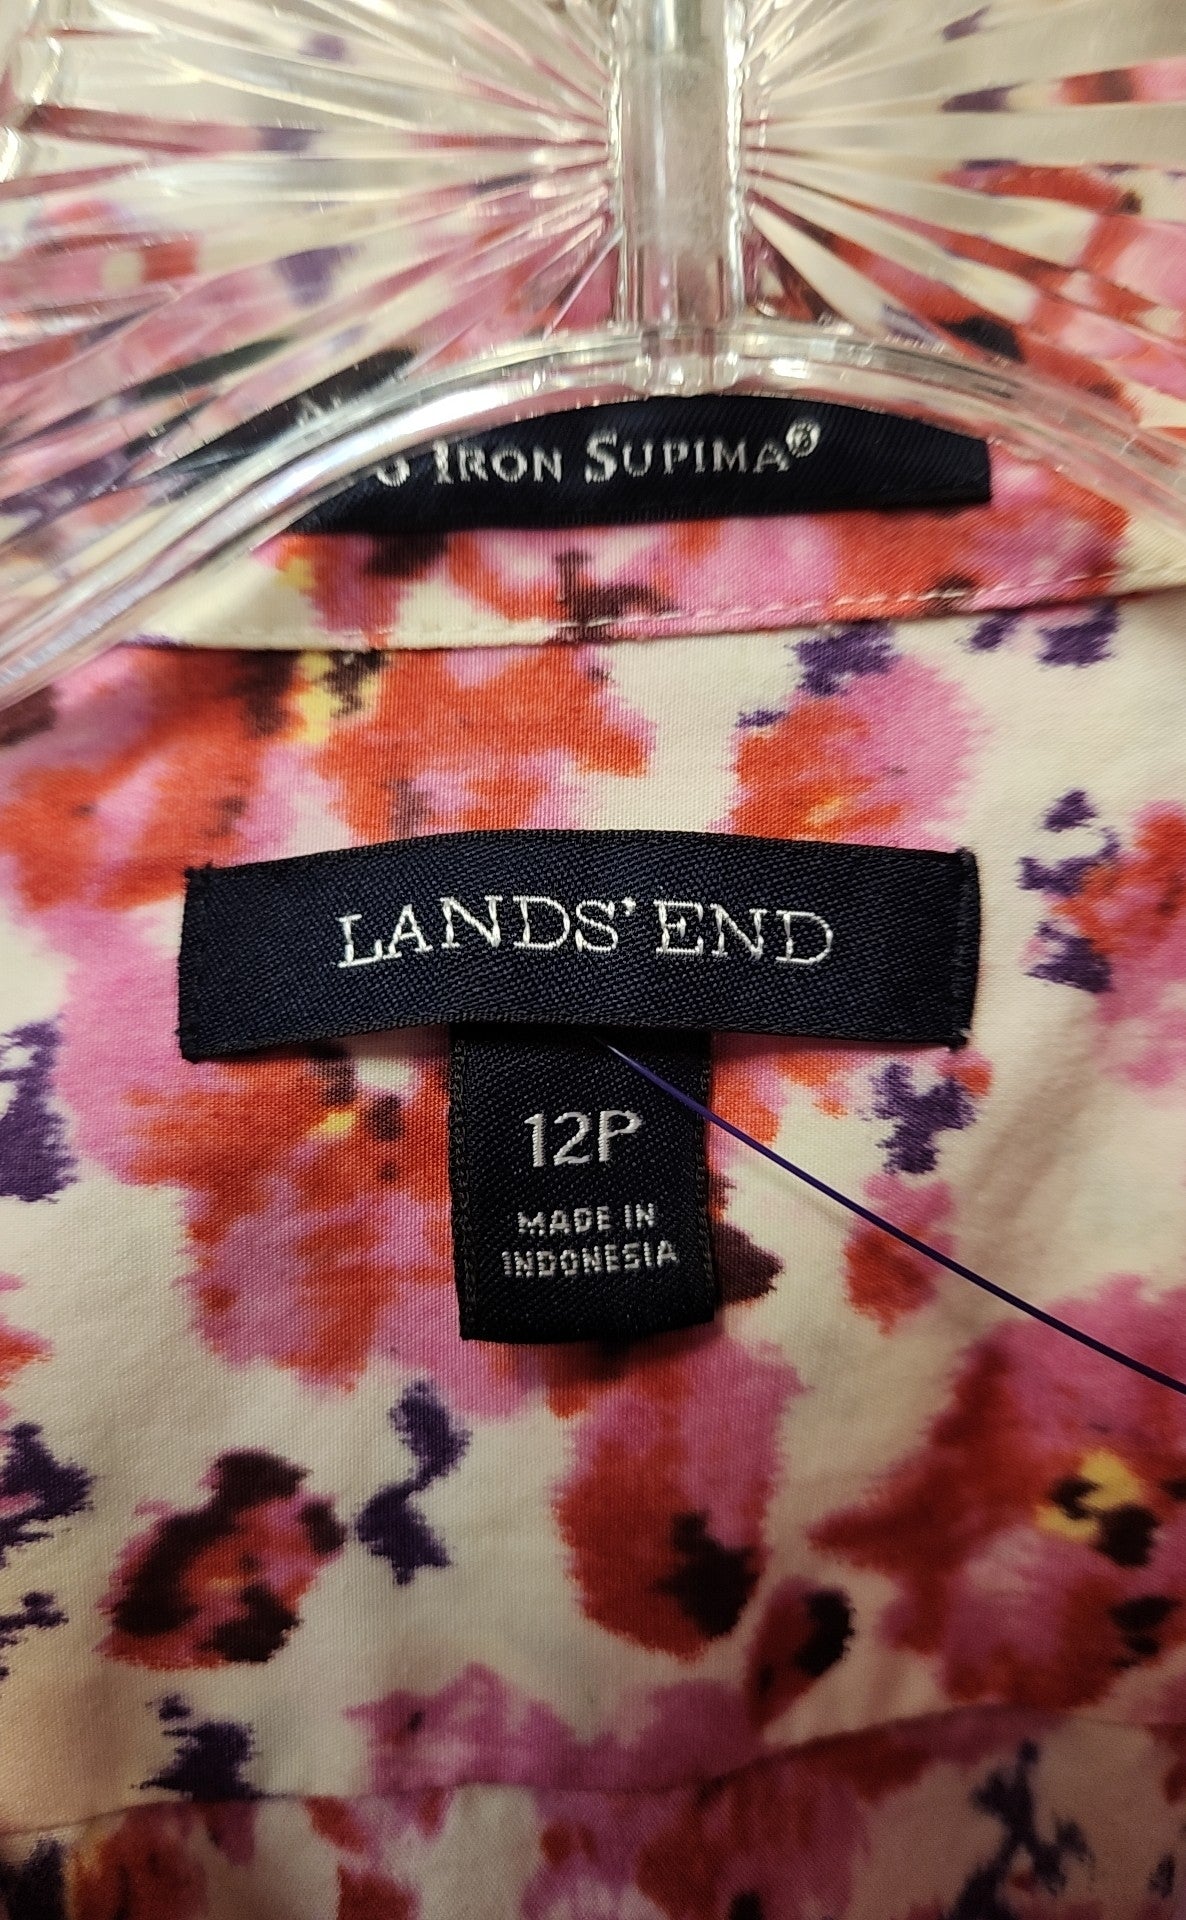 IRON SUPIMA®
LANDS' END
12P
MADE IN
INDONESIA